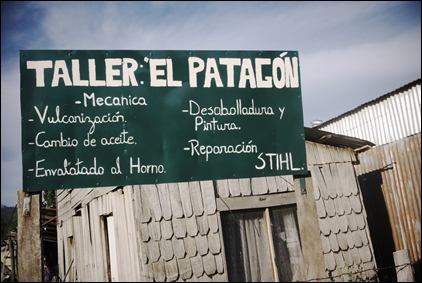 TALLER: "EL PATAGÓN
-Mecanica
-Vulcanización.
-Cambio de aceite.
-Envalatado al Horno.
-Desabolladura y
Pintura.
-Reparación
STIHL.